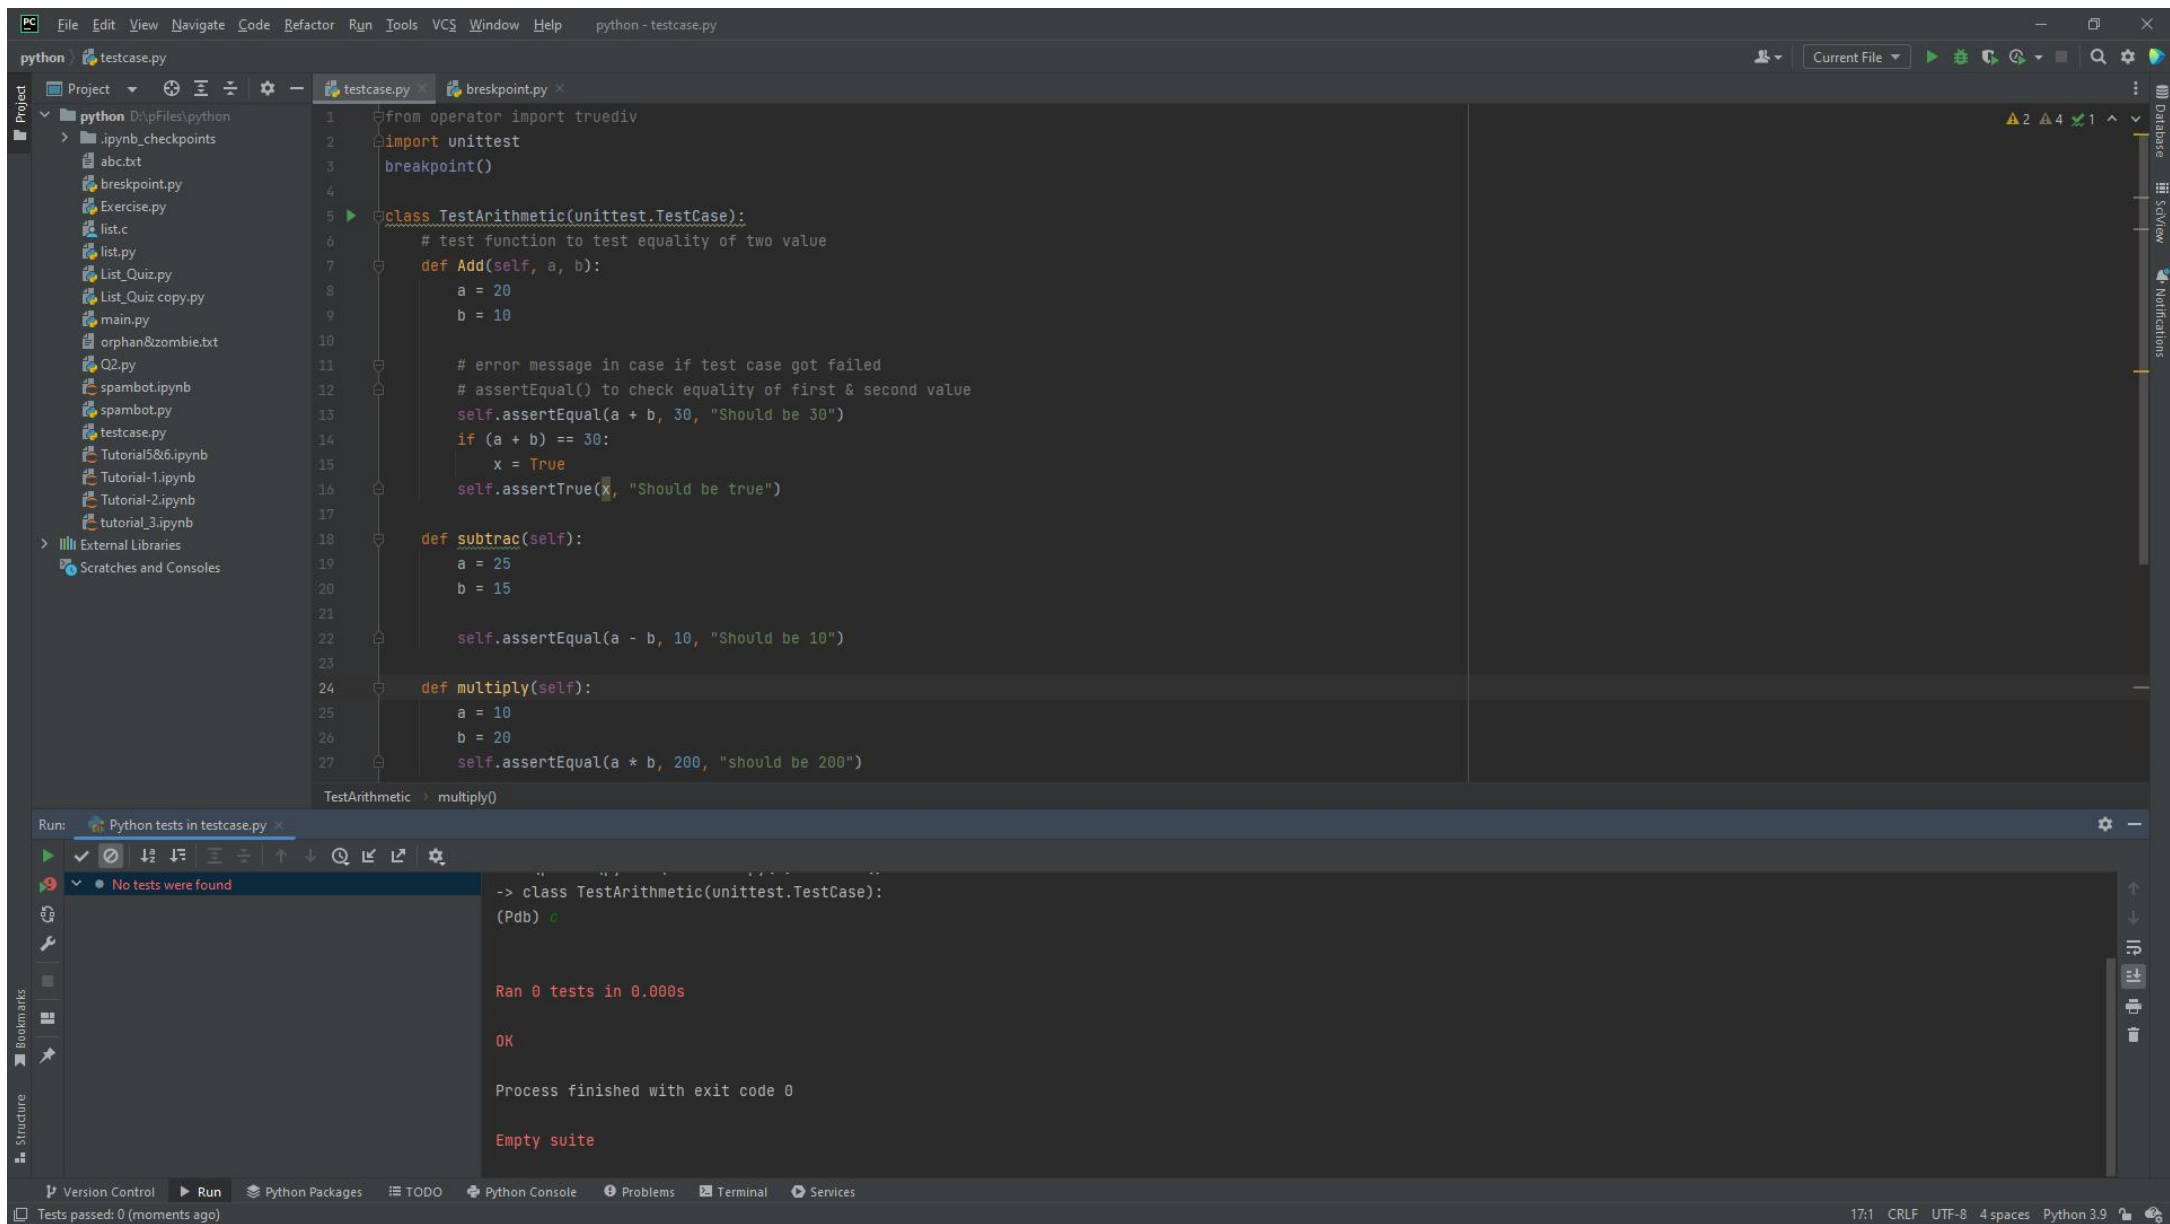 PC File Edit View Navigate Code Refactor Run Tools VCS Window Help python - testcase.py
python testcase.py Current File
Project Project testcase.py breskpoint.py
python D:\pFiles\python
.ipynb_checkpoints
abc.txt
breskpoint.py
Exercise.py
list.c
list.py
List_Quiz.py
List_Quiz copy.py
main.py
orphan&zombie.txt
Q2.py
spambot.ipynb
spambot.py
testcase.py
Tutorial5&6.ipynb
Tutorial-1.ipynb
Tutorial-2.ipynb
tutorial_3.ipynb
External Libraries
Scratches and Consoles
1 from operator import truediv
2 import unittest
3 breakpoint()
4
5 class TestArithmetic(unittest.TestCase):
6 # test function to test equality of two value
7 def Add(self, a, b):
8 a = 20
9 b = 10
10
11 # error message in case if test case got failed
12 # assertEqual() to check equality of first & second value
13 self.assertEqual(a + b, 30, "Should be 30")
14 if (a + b) == 30:
15 x = True
16 self.assertTrue(x, "Should be true")
17
18 def subtrac(self):
19 a = 25
20 b = 15
21
22 self.assertEqual(a - b, 10, "Should be 10")
23
24 def multiply(self):
25 a = 10
26 b = 20
27 self.assertEqual(a * b, 200, "should be 200")
2 4 1
Database
SciView
Notifications
TestArithmetic multiply()
Run: Python tests in testcase.py
No tests were found
-> class TestArithmetic(unittest.TestCase):
(Pdb) c
Ran 0 tests in 0.000s
OK
Process finished with exit code 0
Empty suite
Bookmarks
Structure
Version Control Run Python Packages TODO Python Console Problems Terminal Services
Tests passed: 0 (moments ago) 17:1 CRLF UTF-8 4 spaces Python 3.9